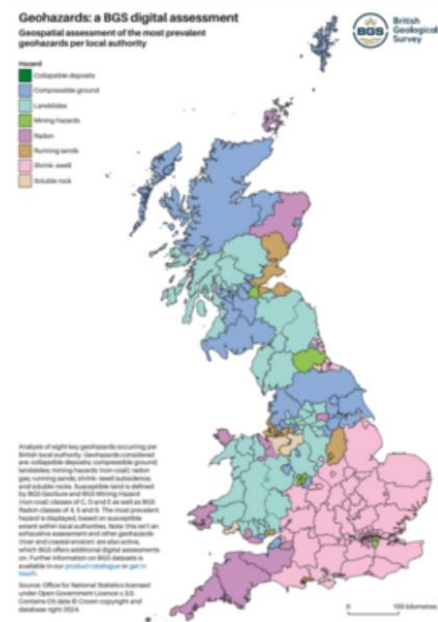 Geohazards: a BGS digital assessment
Geospatial assessment of the most prevalent
geohazards per local authority
BGS
British
Geological
Survey
Hazard
Collapsible deposits
Compressible ground
Landslides
Mining hazards
Radon
Running sands
Shrink-swell
Soluble rock
Analysis of eight key geohazards occurring per
British local authority. Geohazards considered
are: collapsible deposits; compressible ground;
landslides; mining hazards (non coal); radon
gas; running sands; shrink-swell subsidence,
and soluble rocks. Susceptible land is defined
by BGS GeoSure and BGS Mining Hazard
(non coal) classes of C, D and E as well as BGS
Radon classes of 4, 5 and 6. The most prevalent
hazard is displayed, based on susceptible
extent within local authorities. Note: this isn't an
exhaustive assessment and other geohazards
(river and coastal erosion) are also active,
which BGS offers additional digital assessments
on. Further information on BGS datasets is
available in our product catalogue or get in
touch.
Source: Office for National Statistics licensed
under Open Government Licence v.3.0.
Contains OS data © Crown copyright and
database right 2024.
0 100 kilometres